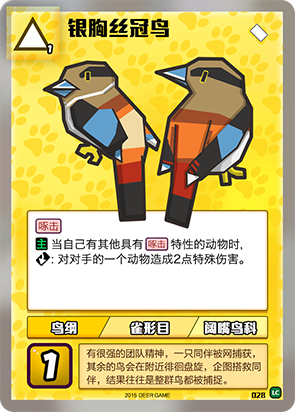 银胸丝冠鸟
1
啄击
主 当自己有其他具有 啄击 特性的动物时,
: 对对手的一个动物造成2点特殊伤害。
鸟纲 雀形目 阔嘴鸟科
1
有很强的团队精神，一只同伴被网捕获，
其余的鸟会在附近徘徊盘旋，企图搭救同
伴，结果往往是整群鸟都被捕捉。
2015 DEER GAME
028 LC